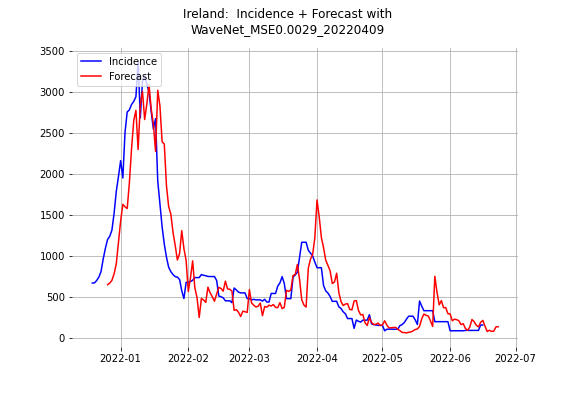 Ireland:  Incidence + Forecast with
WaveNet_MSE0.0029_20220409
3500
3000
2500
2000
1500
1000
500
0
Incidence
Forecast
2022-01 2022-02 2022-03 2022-04 2022-05 2022-06 2022-07